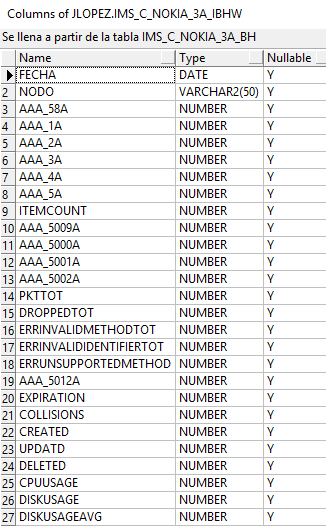 Columns of JLOPEZ.IMS_C_NOKIA_3A_IBHW
Se llena a partir de la tabla IMS_C_NOKIA_3A_BH
Name Type Nullable
FECHA DATE Y
2 NODO VARCHAR2(50) Y
3 AAA_58A NUMBER Y
4 AAA_1A NUMBER Y
5 AAA_2A NUMBER Y
6 AAA_3A NUMBER Y
7 AAA_4A NUMBER Y
8 AAA_5A NUMBER Y
9 ITEMCOUNT NUMBER Y
10 AAA_5009A NUMBER Y
11 AAA_5000A NUMBER Y
12 AAA_5001A NUMBER Y
13 AAA_5002A NUMBER Y
14 PKTTOT NUMBER Y
15 DROPPEDTOT NUMBER Y
16 ERRINVALIDMETHODTOT NUMBER Y
17 ERRINVALIDIDENTIFIERTOT NUMBER Y
18 ERRUNSUPPORTEDMETHOD NUMBER Y
19 AAA_5012A NUMBER Y
20 EXPIRATION NUMBER Y
21 COLLISIONS NUMBER Y
22 CREATED NUMBER Y
23 UPDATD NUMBER Y
24 DELETED NUMBER Y
25 CPUUSAGE NUMBER Y
26 DISKUSAGE NUMBER Y
27 DISKUSAGEAVG NUMBER Y